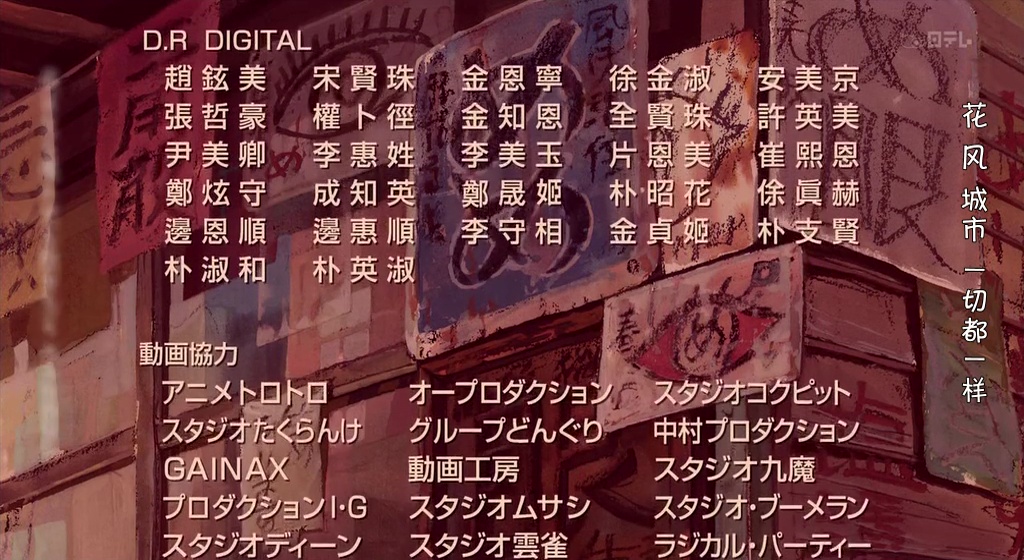 D.R DIGITAL
日テレ
趙鉉美 宋賢珠 金恩寧 徐金淑 安美京
張哲豪 權卜徑 金知恩 全賢珠 許英美
尹美卿 李惠姓 李美玉 片恩美 崔熙恩
鄭炫守 成知英 鄭晟姬 朴昭花 徐眞赫
邊恩順 邊惠順 李守相 金貞姬 朴支賢
朴淑和 朴英淑
動画協力
アニメトロトロ オープロダクション スタジオコクピット
スタジオたくらんけ グループどんぐり 中村プロダクション
GAINAX 動画工房 スタジオ九魔
プロダクションI・G スタジオムサシ スタジオ・ブーメラン
スタジオディーン スタジオ雲雀 ラジカル・パーティー
花风城市 一切都一样
め